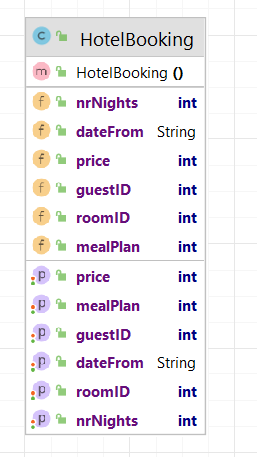 C HotelBooking
m HotelBooking ()
f nrNights int
f dateFrom String
f price int
f guestID int
f roomID int
f mealPlan int
p price int
p mealPlan int
p guestID int
p dateFrom String
p roomID int
p nrNights int